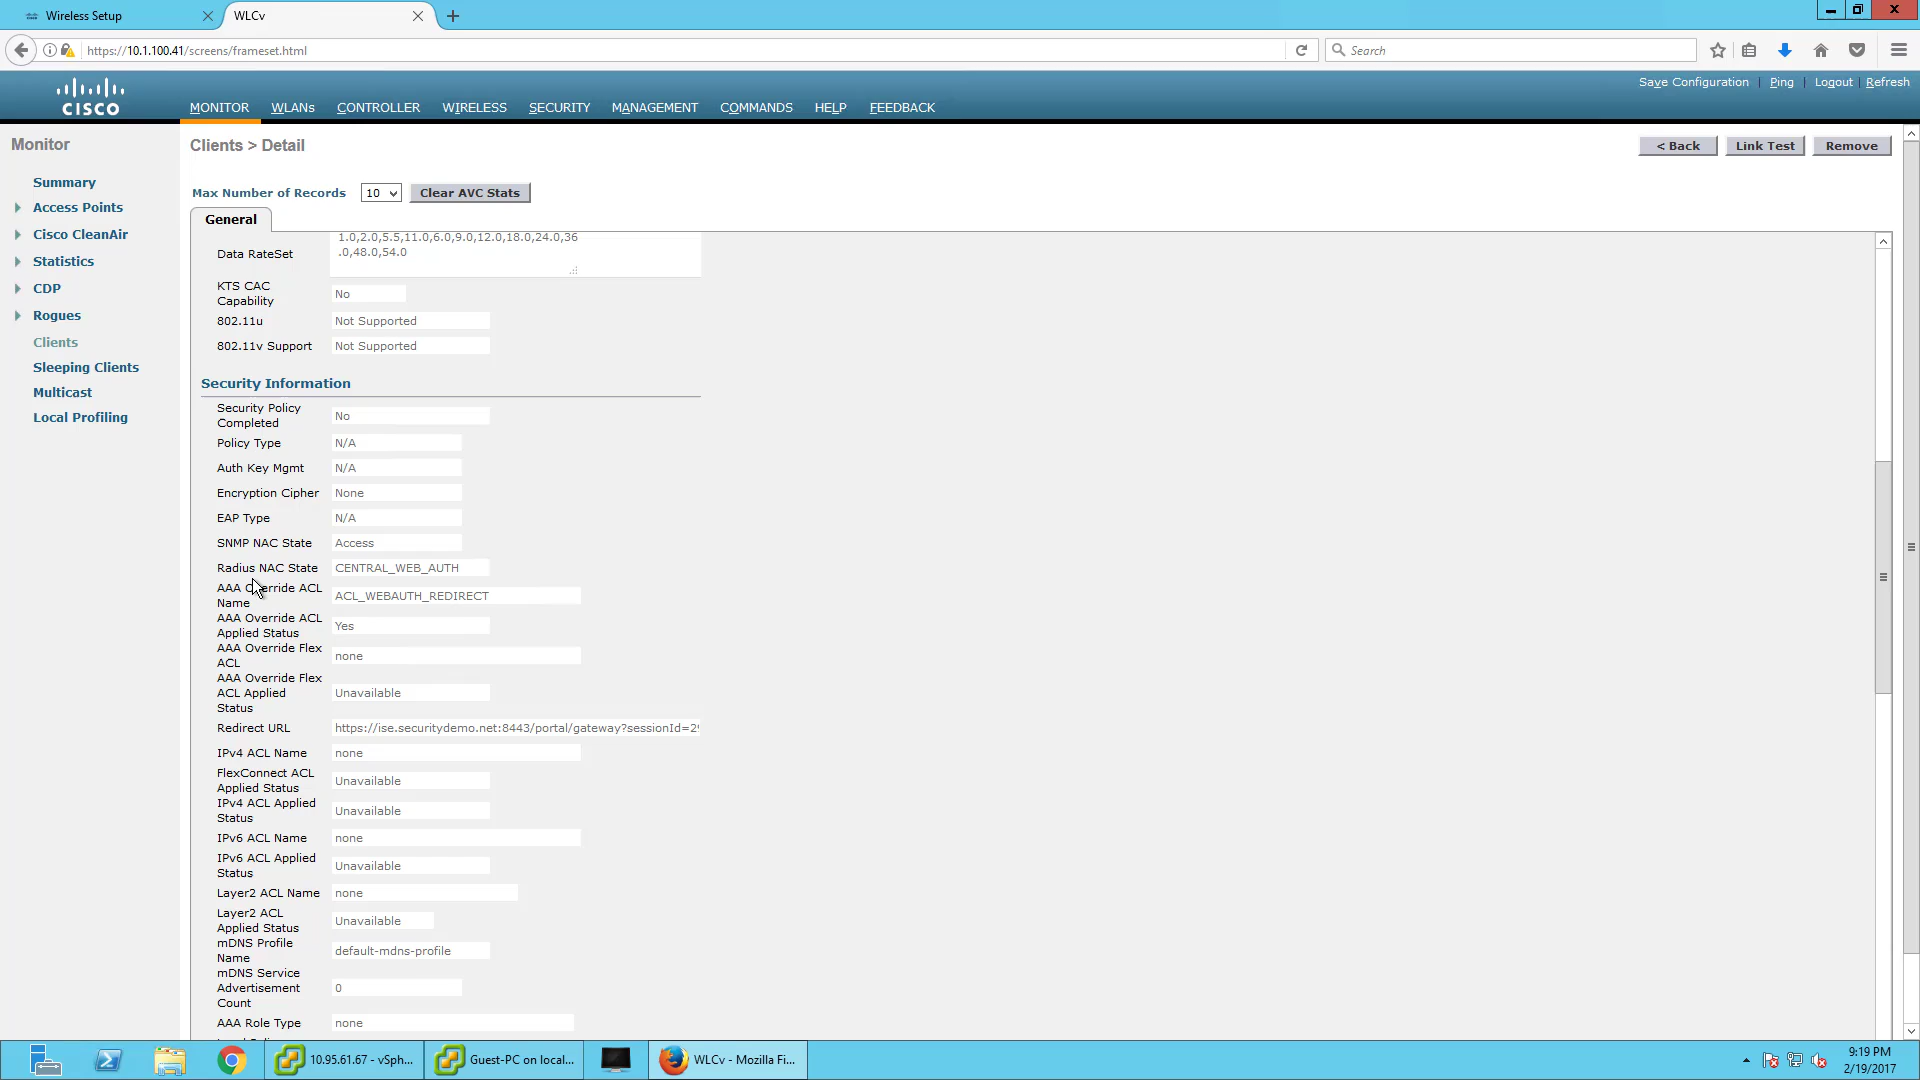 Wireless Setup
WLCv
https://10.1.100.41/screens/frameset.html
Search
Save Configuration | Ping | Logout | Refresh
CISCO
MONITOR WLANs CONTROLLER WIRELESS SECURITY MANAGEMENT COMMANDS HELP FEEDBACK
Monitor
Summary
Access Points
Cisco CleanAir
Statistics
CDP
Rogues
Clients
Sleeping Clients
Multicast
Local Profiling
Clients > Detail
< Back
Link Test
Remove
Max Number of Records 10 Clear AVC Stats
General
Data RateSet
1.0,2.0,5.5,11.0,6.0,9.0,12.0,18.0,24.0,36
.0,48.0,54.0
KTS CAC
Capability
No
802.11u Not Supported
802.11v Support Not Supported
Security Information
Security Policy
Completed
No
Policy Type N/A
Auth Key Mgmt N/A
Encryption Cipher None
EAP Type N/A
SNMP NAC State Access
Radius NAC State CENTRAL_WEB_AUTH
AAA Override ACL
Name
ACL_WEBAUTH_REDIRECT
AAA Override ACL
Applied Status
Yes
AAA Override Flex
ACL
none
AAA Override Flex
ACL Applied
Status
Unavailable
Redirect URL https://ise.securitydemo.net:8443/portal/gateway?sessionId=2
IPv4 ACL Name none
FlexConnect ACL
Applied Status
Unavailable
IPv4 ACL Applied
Status
Unavailable
IPv6 ACL Name none
IPv6 ACL Applied
Status
Unavailable
Layer2 ACL Name none
Layer2 ACL
Applied Status
Unavailable
mDNS Profile
Name
default-mdns-profile
mDNS Service
Advertisement
Count
0
AAA Role Type none
10.95.61.67 - vSph...
Guest-PC on local...
WLCv - Mozilla Fi...
9:19 PM
2/19/2017